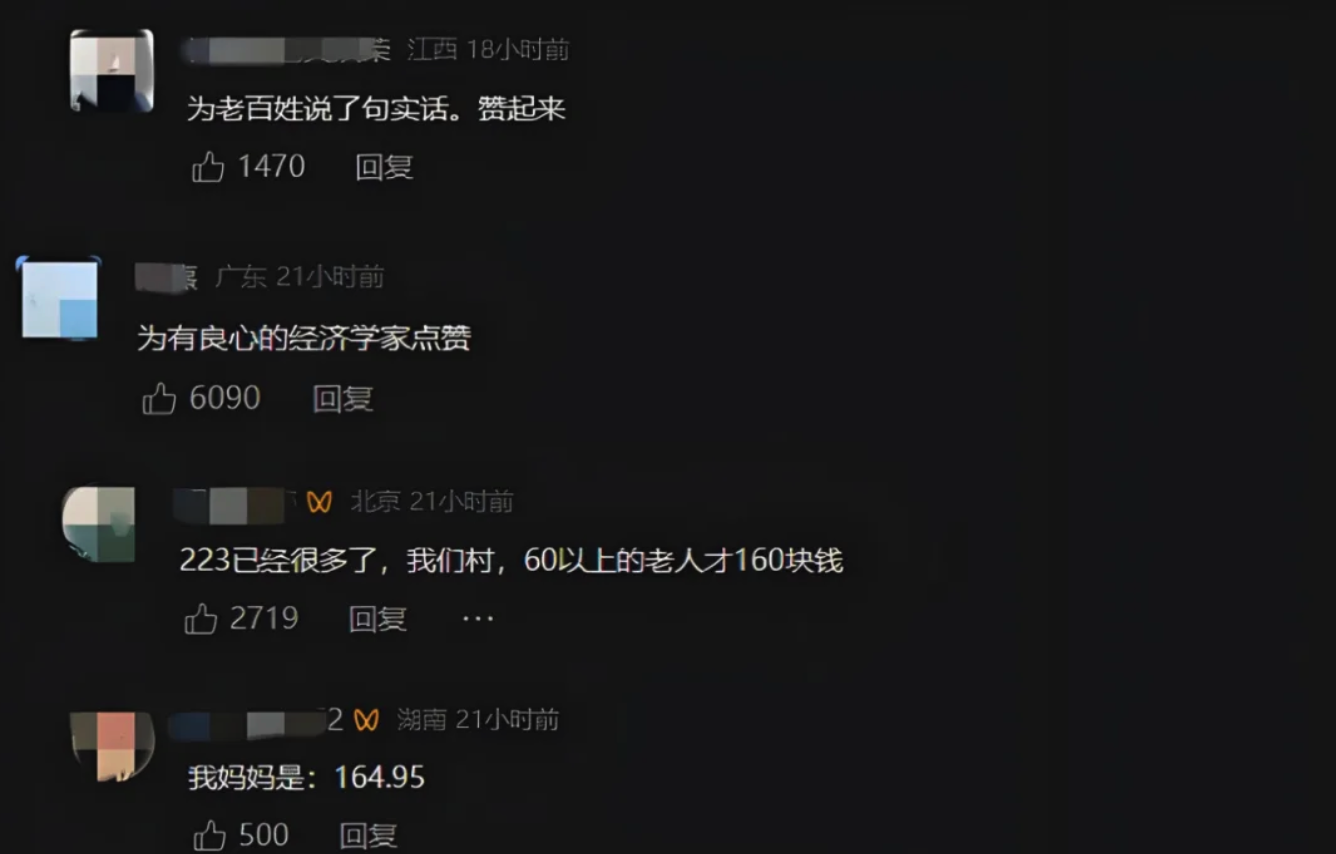 荣 江西 18小时前
为老百姓说了句实话。赞起来
1470 回复
广东 21小时前
为有良心的经济学家点赞
6090 回复
北京 21小时前
223已经很多了，我们村，60以上的老人才160块钱
2719 回复 ···
2 湖南 21小时前
我妈妈是：164.95
500 回复